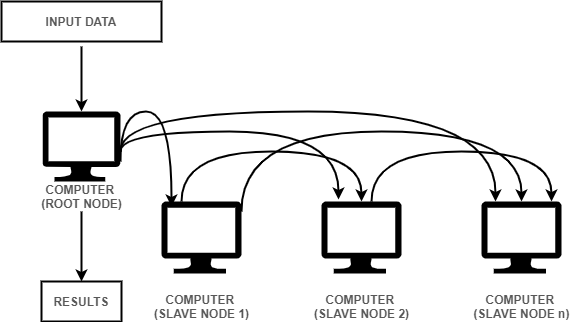 INPUT DATA
COMPUTER
(ROOT NODE)
RESULTS
COMPUTER
(SLAVE NODE 1)
COMPUTER
(SLAVE NODE 2)
COMPUTER
(SLAVE NODE n)